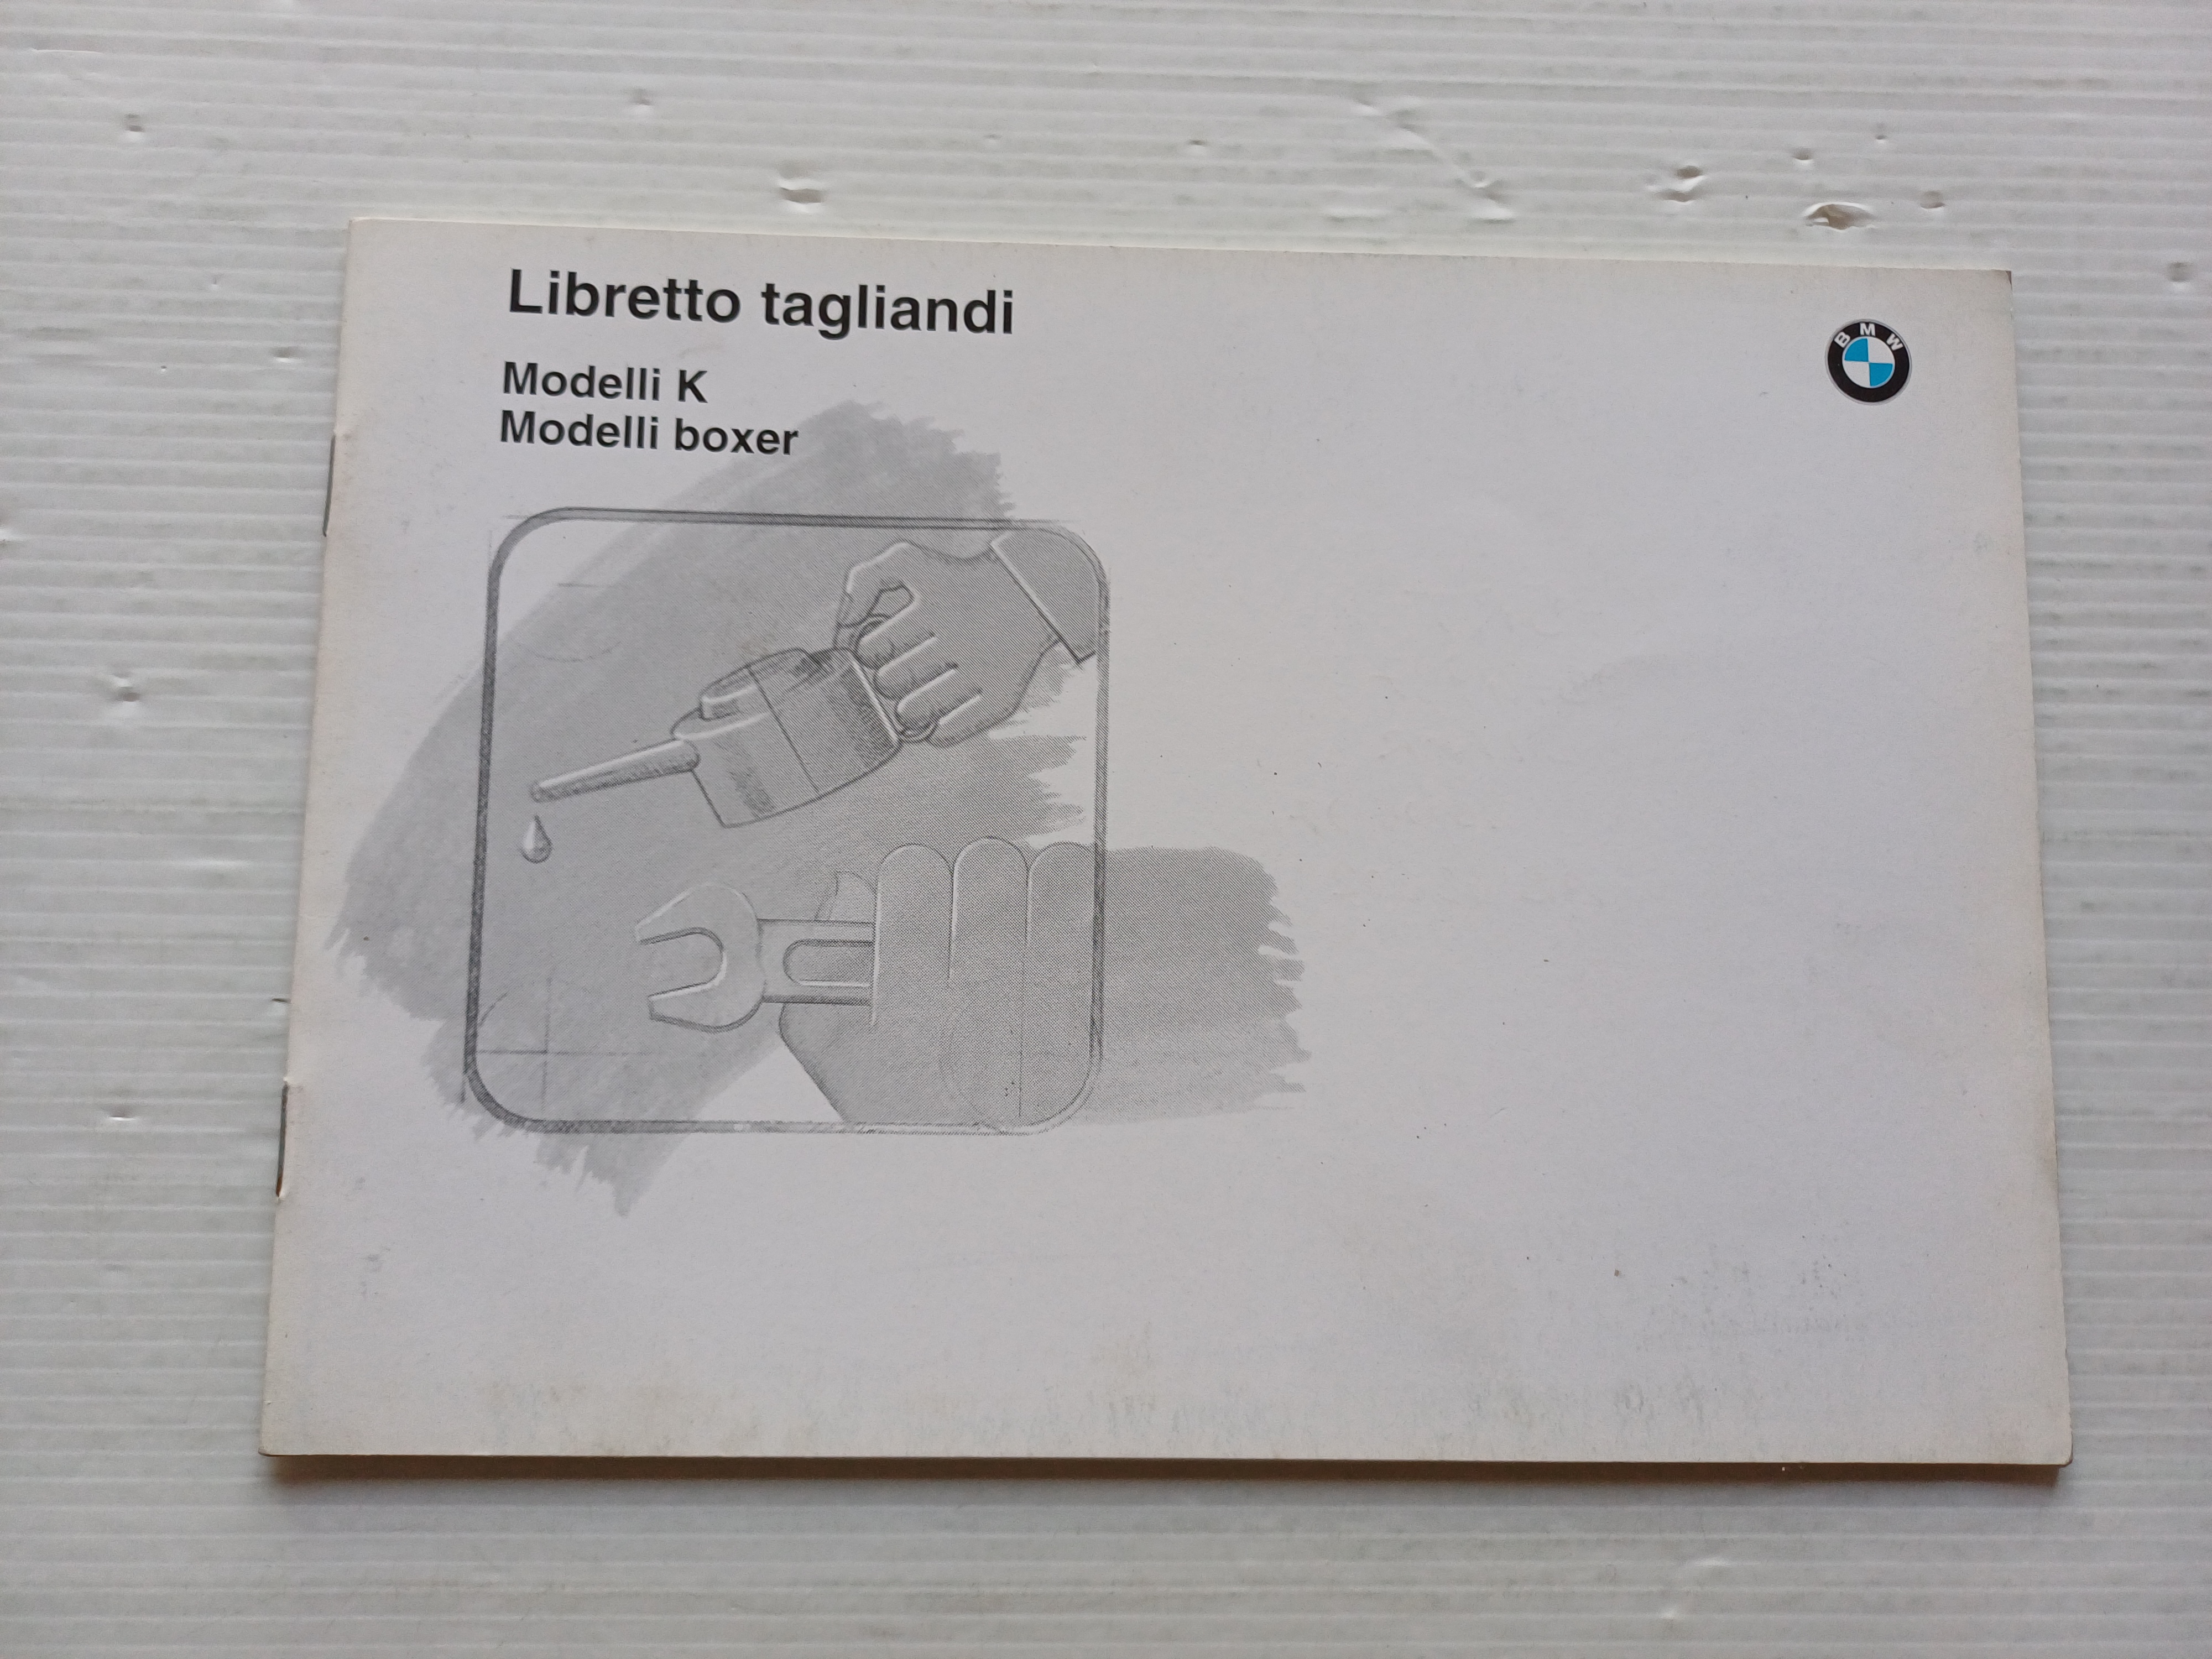 Libretto tagliandi
BMW
Modelli K
Modelli boxer